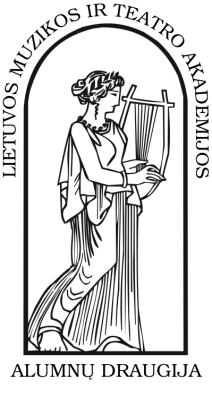 LIETUVOS MUZIKOS IR TEATRO AKADEMIJOS
ALUMNŲ DRAUGIJA